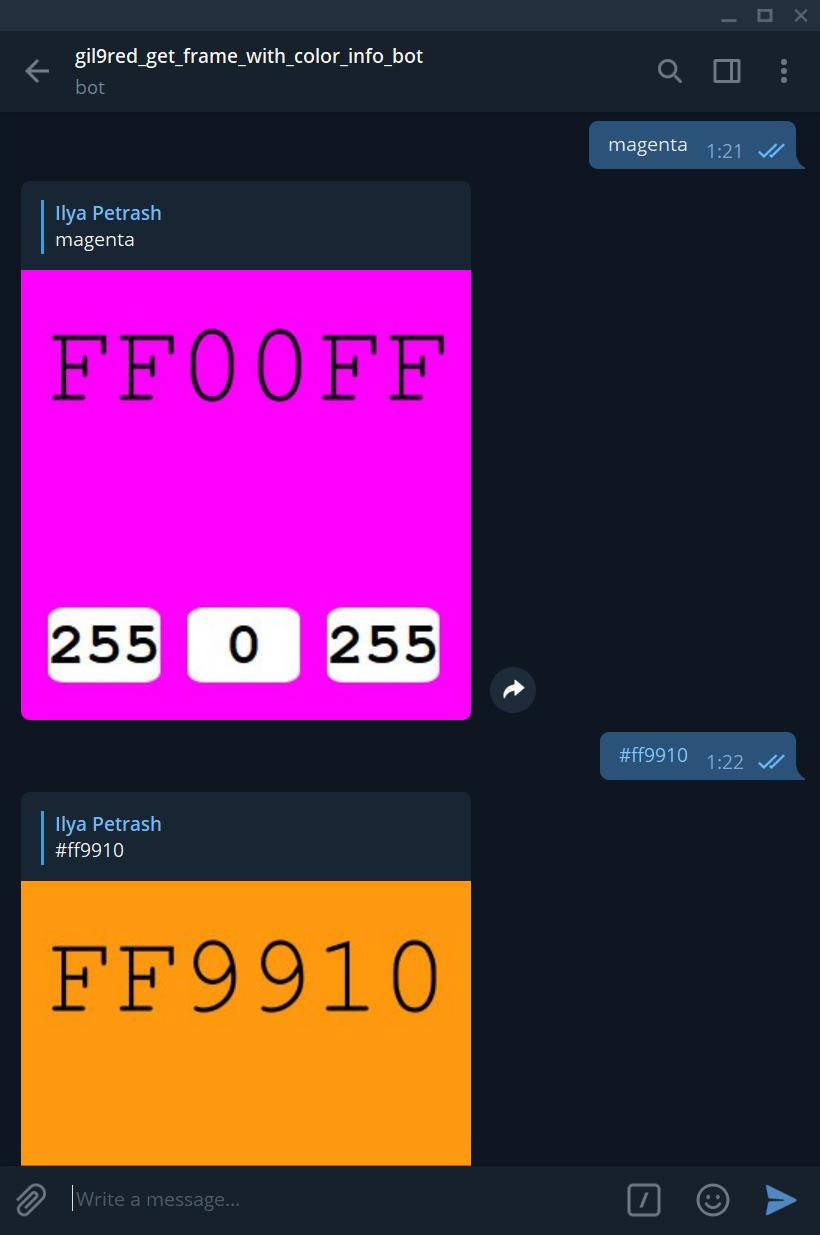 gil9red_get_frame_with_color_info_bot
bot
magenta 1:21
Ilya Petrash
magenta
FF00FF
255 0 255
#ff9910 1:22
Ilya Petrash
#ff9910
FF9910
Write a message...